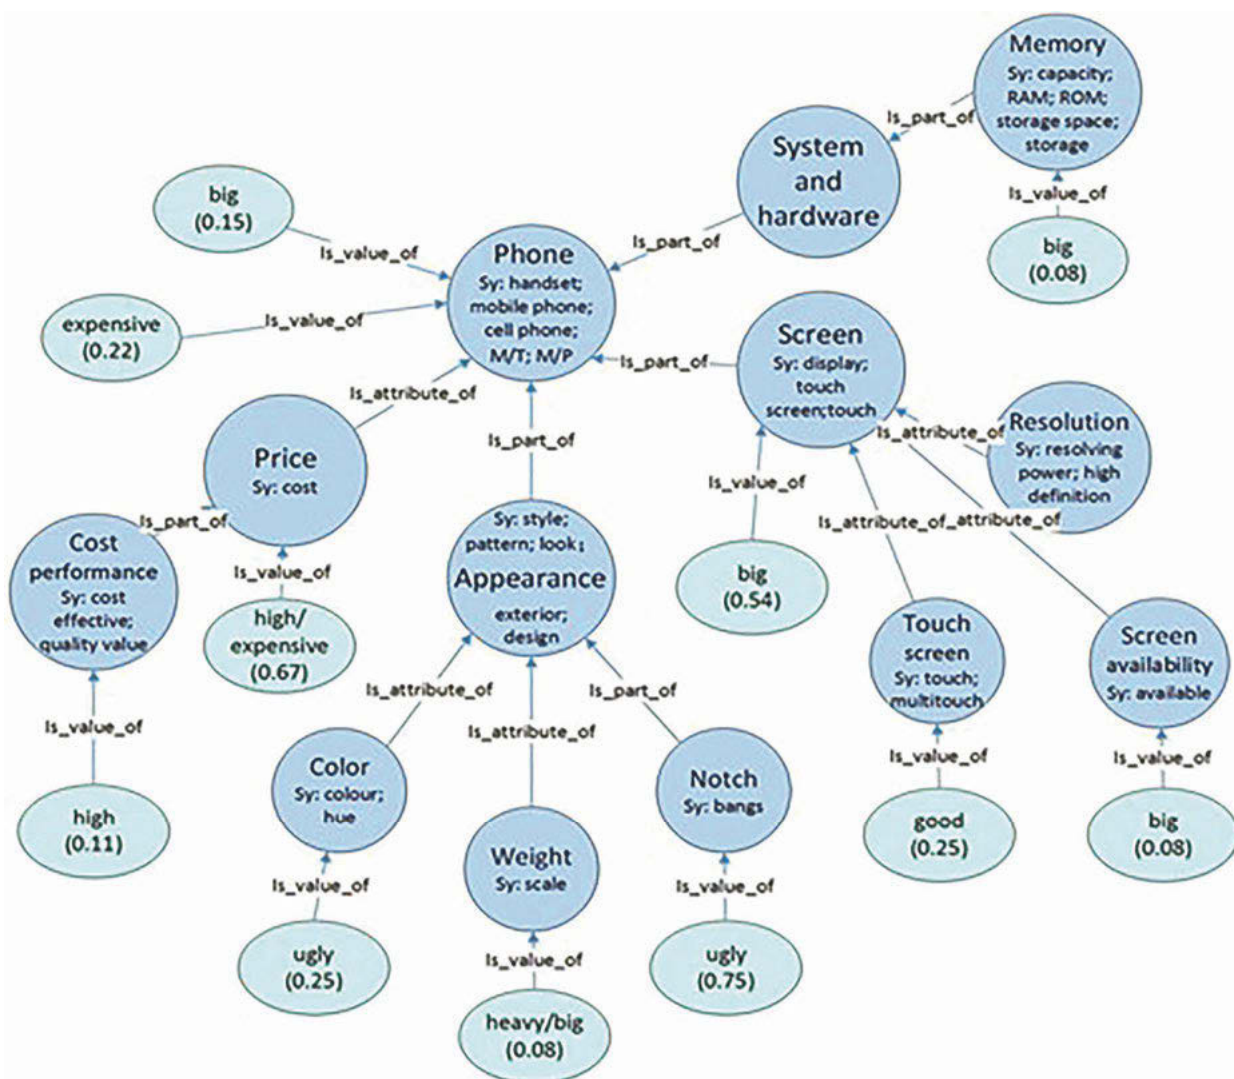 Memory
Sy: capacity;
RAM; ROM;
storage space;
storage
Is_part_of
System
and
hardware
Is_value_of
big
(0.08)
Is_part_of
big
(0.15)
Is_value_of
Phone
Sy: handset;
mobile phone;
cell phone;
M/T; M/P
expensive
(0.22)
Is_value_of
Screen
Sy: display;
touch
screen;touch
Is_part_of
Is_attribute_of
Price
Sy: cost
Is_part_of
Is_attribute_of
Resolution
Sy: resolving
power; high
definition
Is_value_of
big
(0.54)
Is_attribute_of
attribute_of
Is_part_of
Cost
performance
Sy: cost
effective;
quality value
Is_value_of
high/
expensive
(0.67)
Sy: style;
pattern; look;
Appearance
exterior;
design
Touch
screen
Sy: touch;
multitouch
Screen
availability
Sy: available
Is_value_of
high
(0.11)
Is_attribute_of
Is_attribute_of
Is_part_of
Color
Sy: colour;
hue
Weight
Sy: scale
Notch
Sy: bangs
Is_value_of
good
(0.25)
Is_value_of
big
(0.08)
Is_value_of
ugly
(0.25)
Is_value_of
heavy/big
(0.08)
Is_value_of
ugly
(0.75)